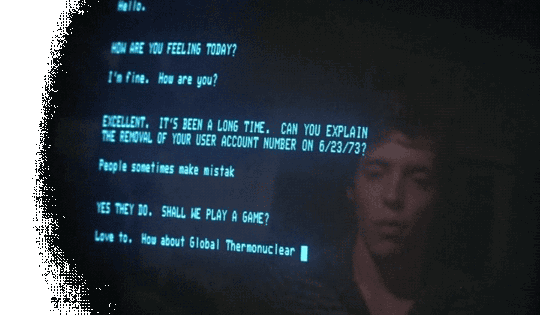 Hello.
HOW ARE YOU FEELING TODAY?
I'm fine. How are you?
EXCELLENT. IT'S BEEN A LONG TIME. CAN YOU EXPLAIN
THE REMOVAL OF YOUR USER ACCOUNT NUMBER ON 6/23/73?
People sometimes make mistak
YES THEY DO. SHALL WE PLAY A GAME?
Love to. How about Global Thermonuclear